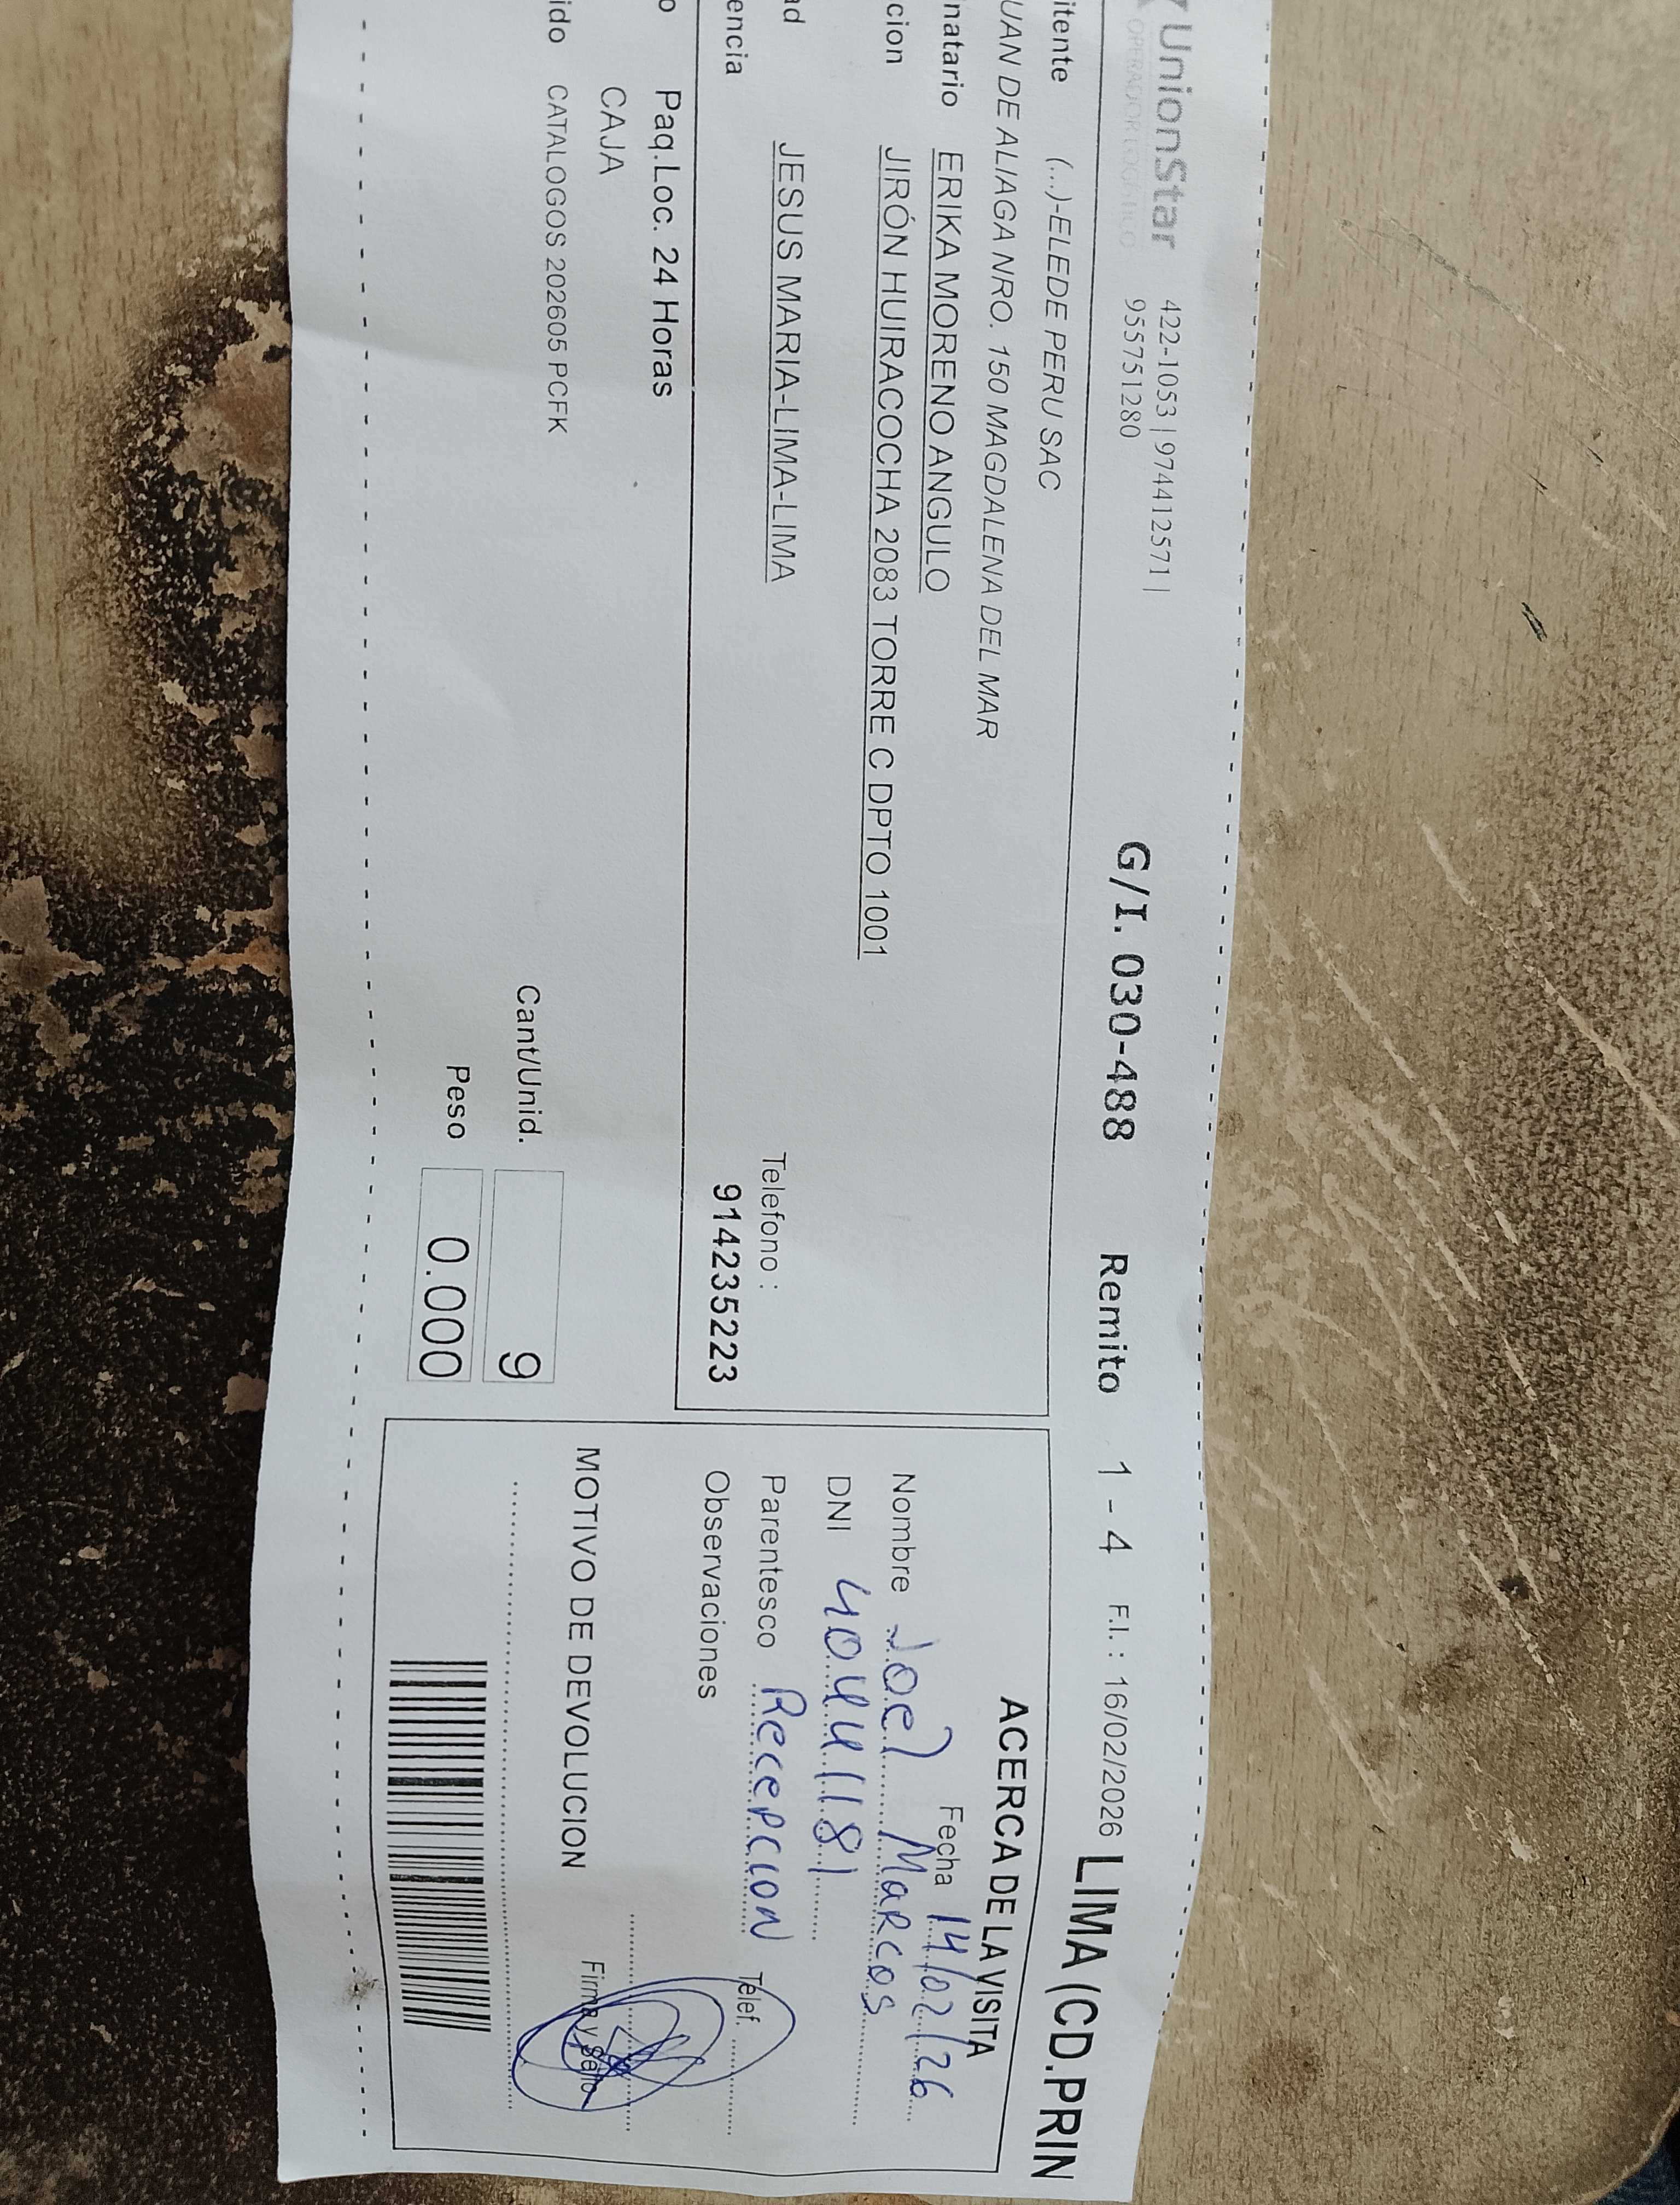 UnionStar 422-1053 | 974412571 |
OPERADOR LOGISTICO 955751280
G/I. 030-488 Remito 1 - 4 F.I. : 16/02/2026 LIMA (CD.PRIN
itente (...)-ELEDE PERU SAC
UAN DE ALIAGA NRO. 150 MAGDALENA DEL MAR
natario ERIKA MORENO ANGULO
cion JIRÓN HUIRACOCHA 2083 TORRE C DPTO 1001
ad JESUS MARIA-LIMA-LIMA
encia
Telefono :
914235223
o Paq.Loc. 24 Horas
CAJA
ido CATALOGOS 202605 PCFK
Cant/Unid. 9
Peso 0.000
ACERCA DE LA VISITA
Fecha 14/02/26
Nombre Joel Marcos
DNI 40441181
Parentesco Recepcion Telef.
Observaciones
Firma y Sello
MOTIVO DE DEVOLUCION